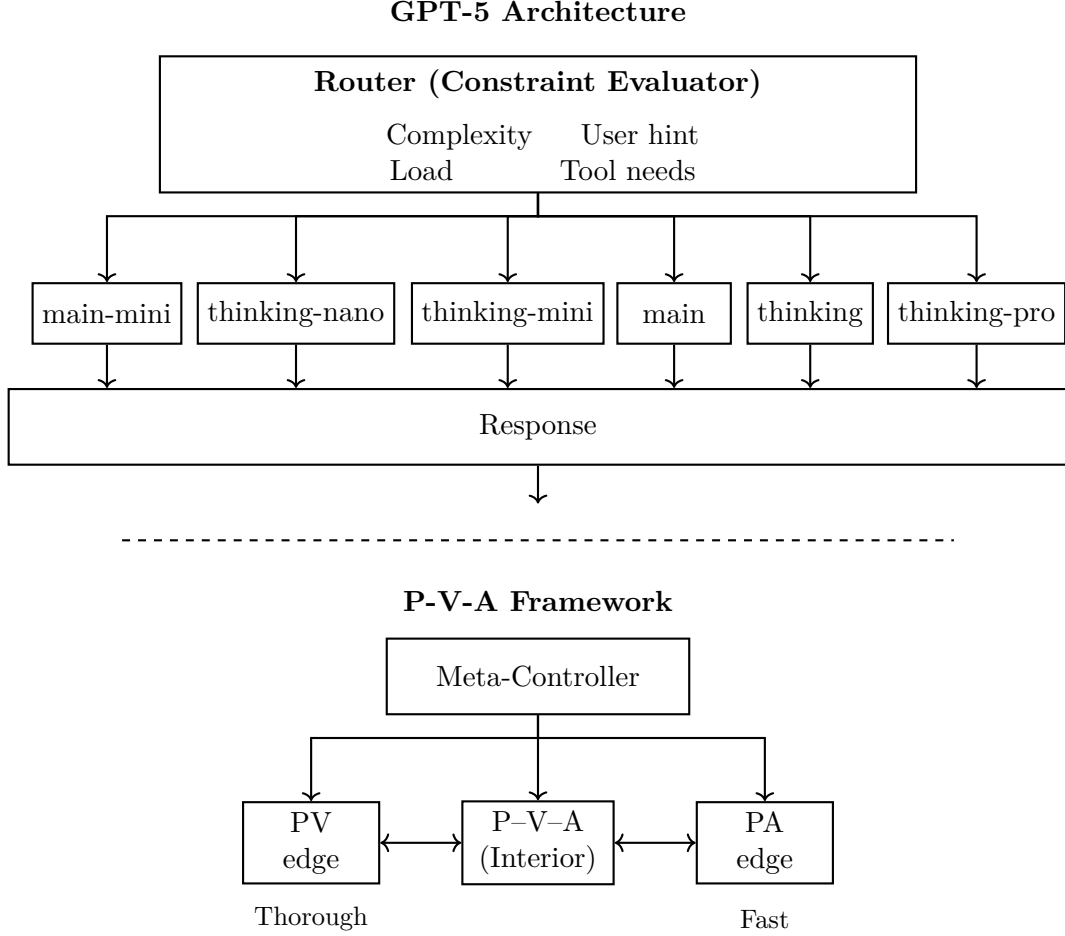 GPT-5 Architecture
Router (Constraint Evaluator)
Complexity User hint
Load Tool needs
main-mini thinking-nano thinking-mini main thinking thinking-pro
Response
P-V-A Framework
Meta-Controller
PV
edge
P–V–A
(Interior)
PA
edge
Thorough
Fast